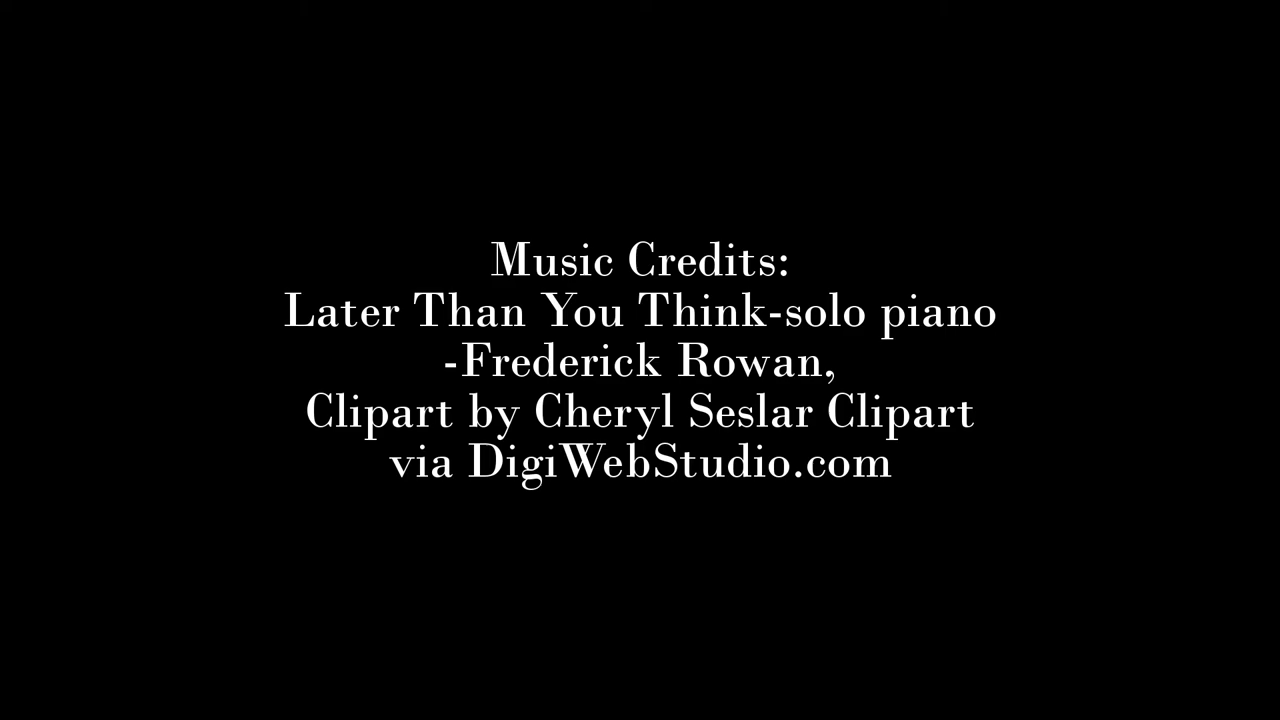 Music Credits:
Later Than You Think-solo piano
-Frederick Rowan,
Clipart by Cheryl Seslar Clipart
via DigiWebStudio.com